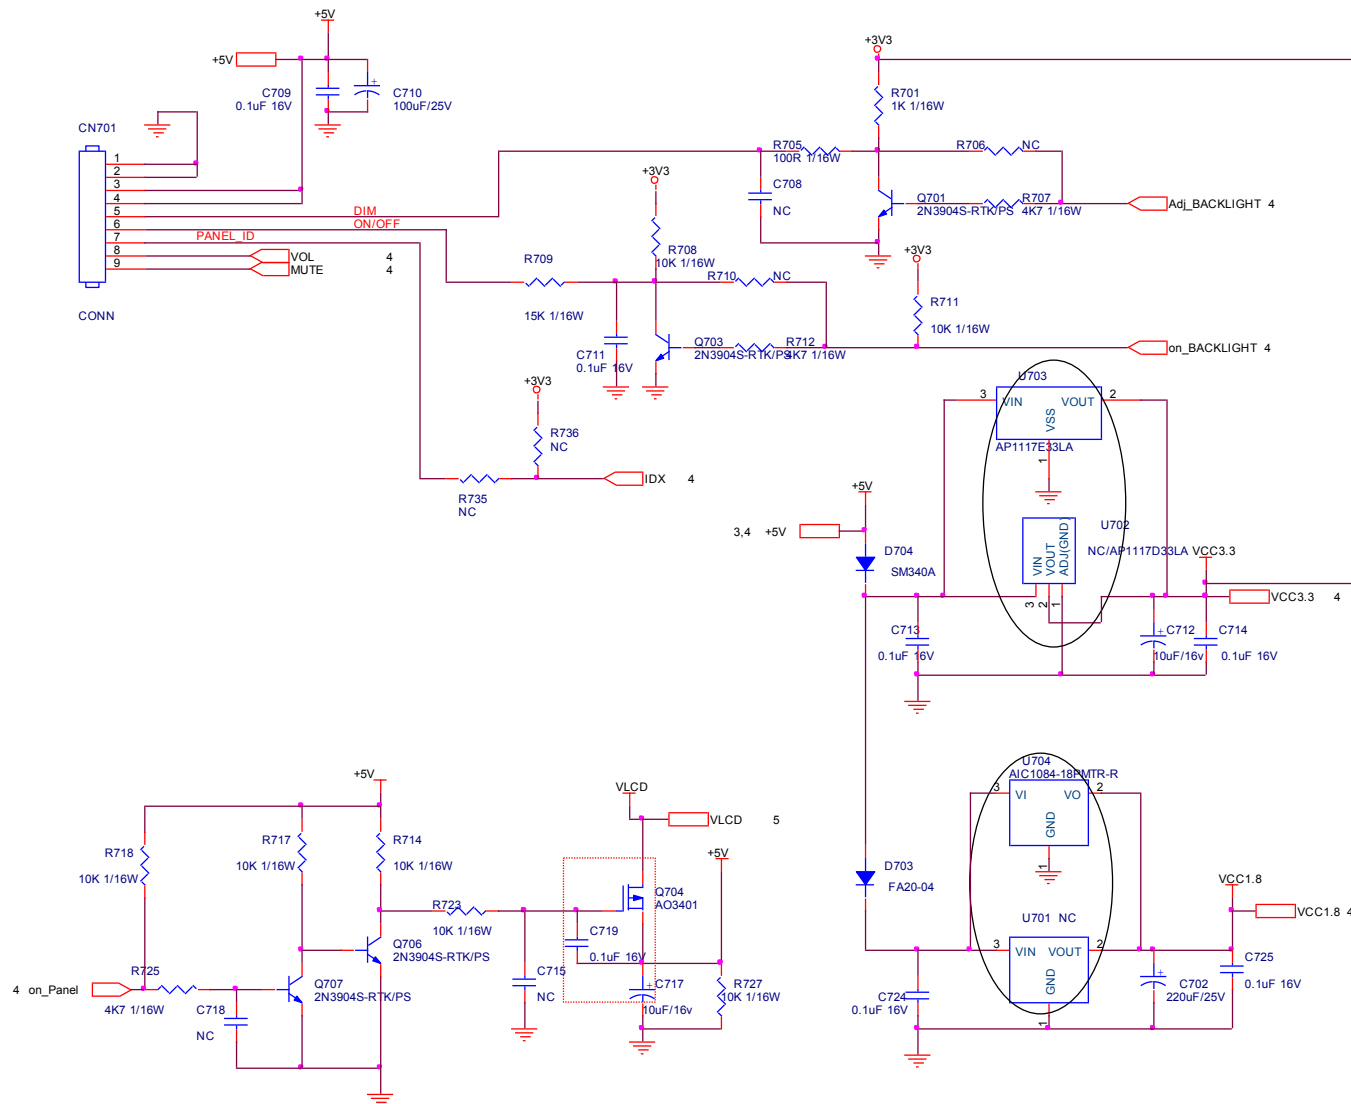 +5V
+5V
C709
0.1uF 16V
C710
100uF/25V
CN701
1
2
3
4
5
6
7
8
9
DIM
ON/OFF
PANEL_ID
VOL 4
MUTE 4
CONN
+3V3
R701
1K 1/16W
R705
100R 1/16W
R706 NC
C708
NC
Q701
2N3904S-RTK/PS
R707
4K7 1/16W
Adj_BACKLIGHT 4
+3V3
R708
10K 1/16W
R709
15K 1/16W
R710 NC
C711
0.1uF 16V
Q703
2N3904S-RTK/PS
R712
4K7 1/16W
+3V3
R711
10K 1/16W
on_BACKLIGHT 4
+3V3
R736
NC
R735
NC
IDX 4
U703
3 VIN VOUT 2
VSS
1
AP1117E33LA
+5V
3,4 +5V
D704
SM340A
U702
NC/AP1117D33LA
VIN
VOUT
ADJ(GND)
3
2
1
VCC3.3
VCC3.3 4
C713
0.1uF 16V
C712
10uF/16v
C714
0.1uF 16V
+5V
R718
10K 1/16W
R717
10K 1/16W
R714
10K 1/16W
R723
10K 1/16W
Q706
2N3904S-RTK/PS
4 on_Panel
R725
4K7 1/16W
C718
NC
Q707
2N3904S-RTK/PS
VLCD
VLCD 5
+5V
Q704
AO3401
C719
0.1uF 16V
C715
NC
C717
10uF/16v
R727
10K 1/16W
U704
AIC1084-18PMTR-R
3 VI VO 2
GND
1
D703
FA20-04
U701 NC
3 VIN VOUT 2
GND
1
VCC1.8
VCC1.8 4
C724
0.1uF 16V
C702
220uF/25V
C725
0.1uF 16V